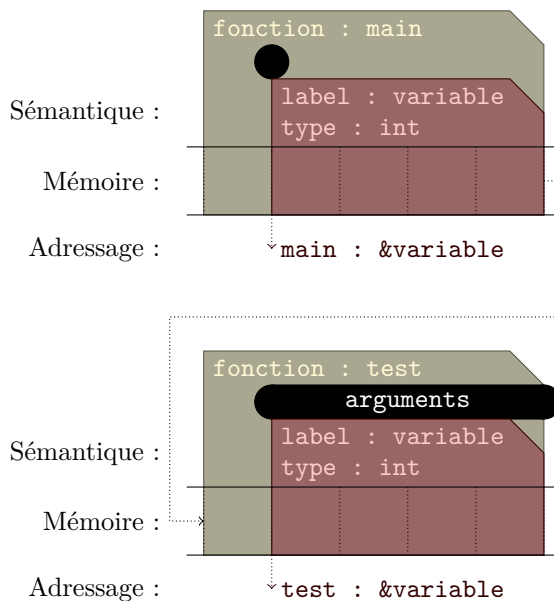 fonction : main
label : variable
Sémantique :
type : int
Mémoire :
Adressage :
main : &variable
fonction : test
arguments
label : variable
Sémantique :
type : int
Mémoire :
Adressage :
test : &variable